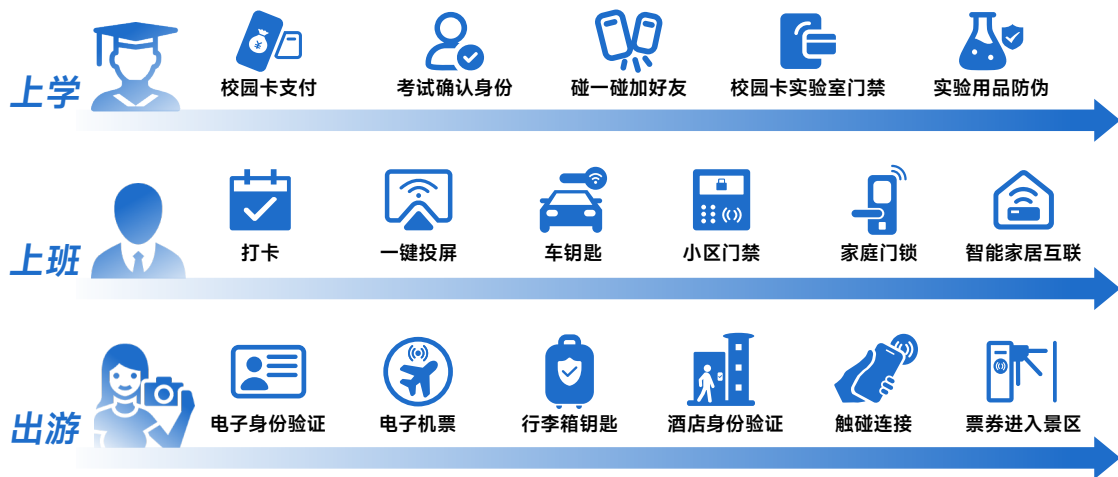 上学
校园卡支付
考试确认身份
碰一碰加好友
校园卡实验室门禁
实验用品防伪
上班
打卡
一键投屏
车钥匙
小区门禁
家庭门锁
智能家居互联
出游
电子身份验证
电子机票
行李箱钥匙
酒店身份验证
触碰连接
票券进入景区